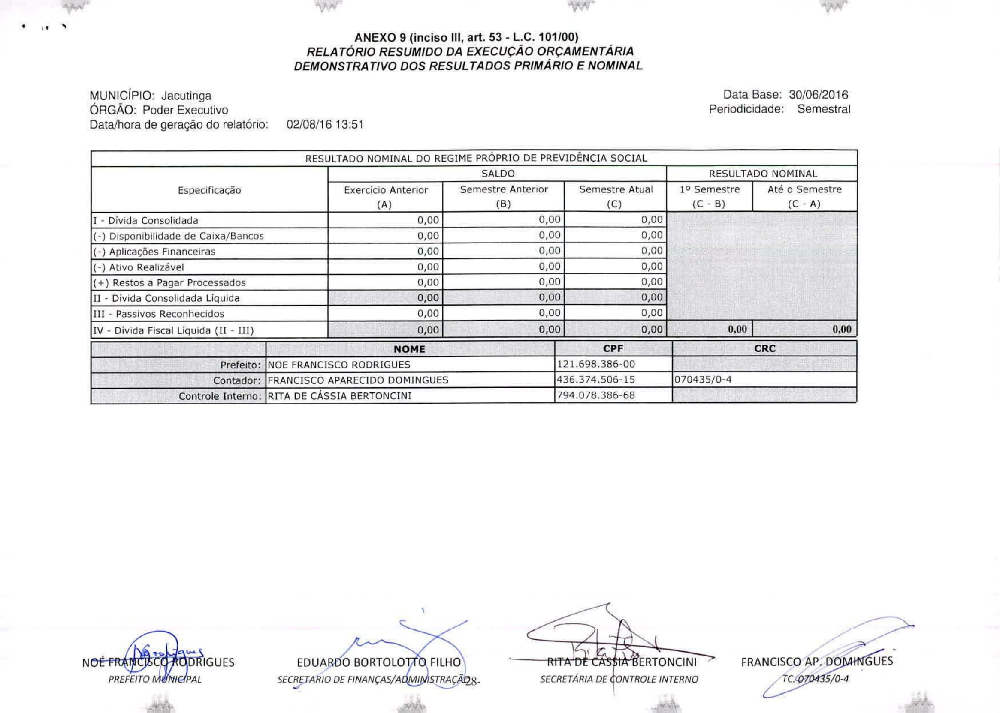 ANEXO 9 (inciso III, art. 53 - L.C. 101/00)
RELATÓRIO RESUMIDO DA EXECUÇÃO ORÇAMENTÁRIA
DEMONSTRATIVO DOS RESULTADOS PRIMÁRIO E NOMINAL
MUNICÍPIO: Jacutinga
Data Base: 30/06/2016
ÓRGÃO: Poder Executivo
Periodicidade: Semestral
Data/hora de geração do relatório: 02/08/16 13:51
RESULTADO NOMINAL DO REGIME PRÓPRIO DE PREVIDÊNCIA SOCIAL
SALDO RESULTADO NOMINAL
Especificação Exercício Anterior Semestre Anterior Semestre Atual 1º Semestre Até o Semestre
(A) (B) (C) (C - B) (C - A)
I - Dívida Consolidada 0,00 0,00 0,00
(-) Disponibilidade de Caixa/Bancos 0,00 0,00 0,00
(-) Aplicações Financeiras 0,00 0,00 0,00
(-) Ativo Realizável 0,00 0,00 0,00
(+) Restos a Pagar Processados 0,00 0,00 0,00
II - Dívida Consolidada Líquida 0,00 0,00 0,00
III - Passivos Reconhecidos 0,00 0,00 0,00
IV - Dívida Fiscal Líquida (II - III) 0,00 0,00 0,00 0,00 0,00
NOME CPF CRC
Prefeito: NOE FRANCISCO RODRIGUES 121.698.386-00
Contador: FRANCISCO APARECIDO DOMINGUES 436.374.506-15 070435/0-4
Controle Interno: RITA DE CÁSSIA BERTONCINI 794.078.386-68
NOÉ FRANCISCO RODRIGUES
PREFEITO MUNICIPAL
EDUARDO BORTOLOTTO FILHO
SECRETARIO DE FINANÇAS/ADMINISTRAÇÃO
28-
RITA DE CÁSSIA BERTONCINI
SECRETÁRIA DE CONTROLE INTERNO
FRANCISCO AP. DOMINGUES
TC.070435/0-4